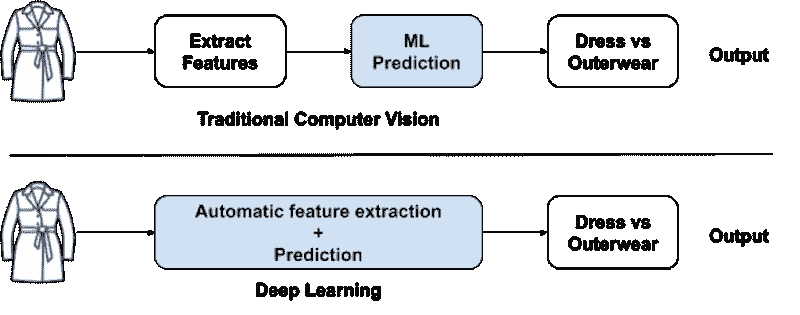 Extract
Features
ML
Prediction
Dress vs
Outerwear
Output
Traditional Computer Vision
Automatic feature extraction
+
Prediction
Dress vs
Outerwear
Output
Deep Learning